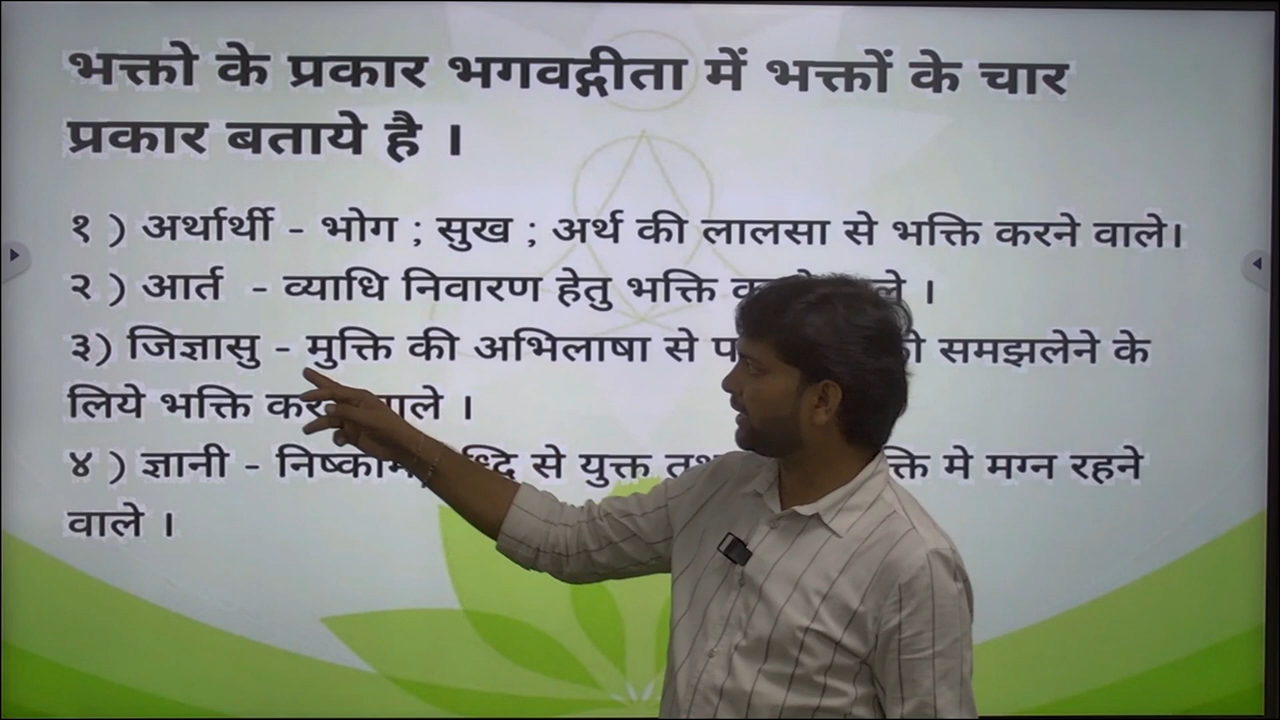 भक्तो के प्रकार भगवद्गीता में भक्तों के चार
प्रकार बताये है ।
१ ) अर्थार्थी - भोग ; सुख ; अर्थ की लालसा से भक्ति करने वाले।
२ ) आर्त - व्याधि निवारण हेतु भक्ति ।
३) जिज्ञासु - मुक्ति की अभिलाषा से समझलेने के
लिये भक्ति वाले ।
४ ) ज्ञानी - से युक्त मे मग्न रहने
वाले ।